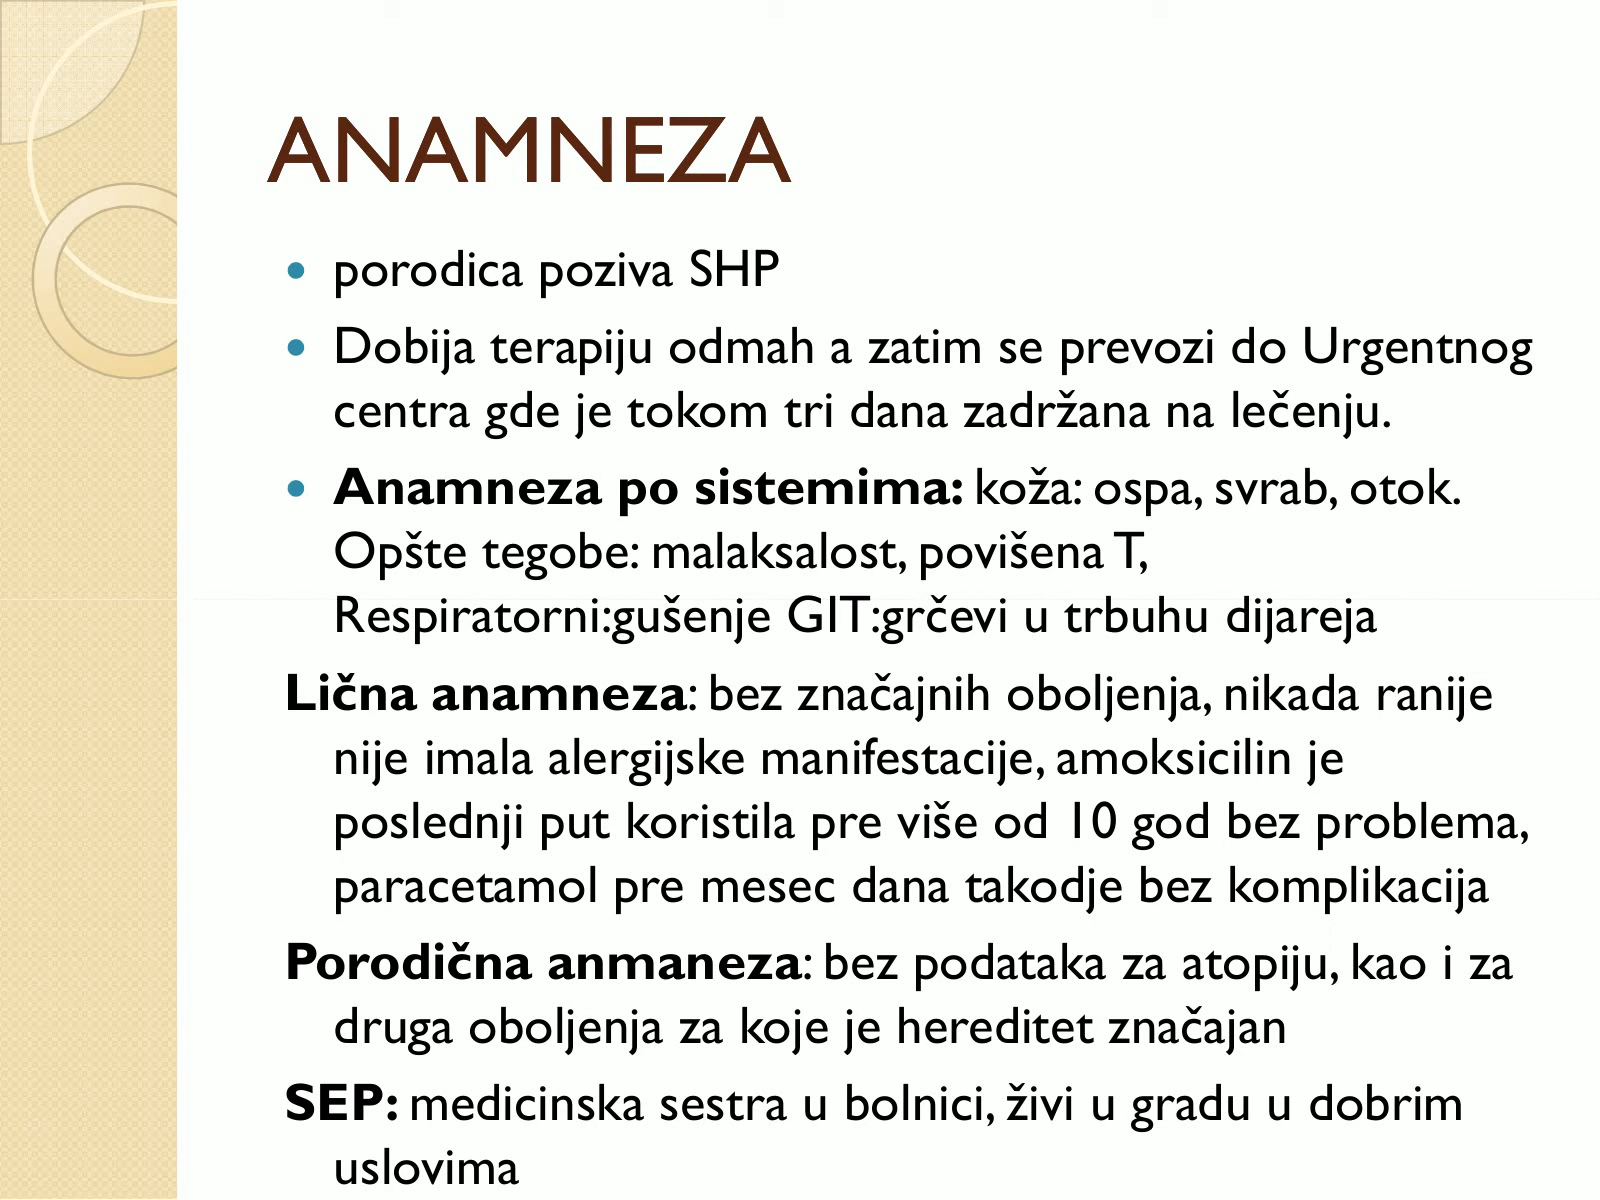 ANAMNEZA
• porodica poziva SHP
• Dobija terapiju odmah a zatim se prevozi do Urgentnog
centra gde je tokom tri dana zadržana na lečenju.
• Anamneza po sistemima: koža: ospa, svrab, otok.
Opšte tegobe: malaksalost, povišena T,
Respiratorni:gušenje GIT:grčevi u trbuhu dijareja
Lična anamneza: bez značajnih oboljenja, nikada ranije
nije imala alergijske manifestacije, amoksicilin je
poslednji put koristila pre više od 10 god bez problema,
paracetamol pre mesec dana takodje bez komplikacija
Porodična anmaneza: bez podataka za atopiju, kao i za
druga oboljenja za koje je hereditet značajan
SEP: medicinska sestra u bolnici, živi u gradu u dobrim
uslovima